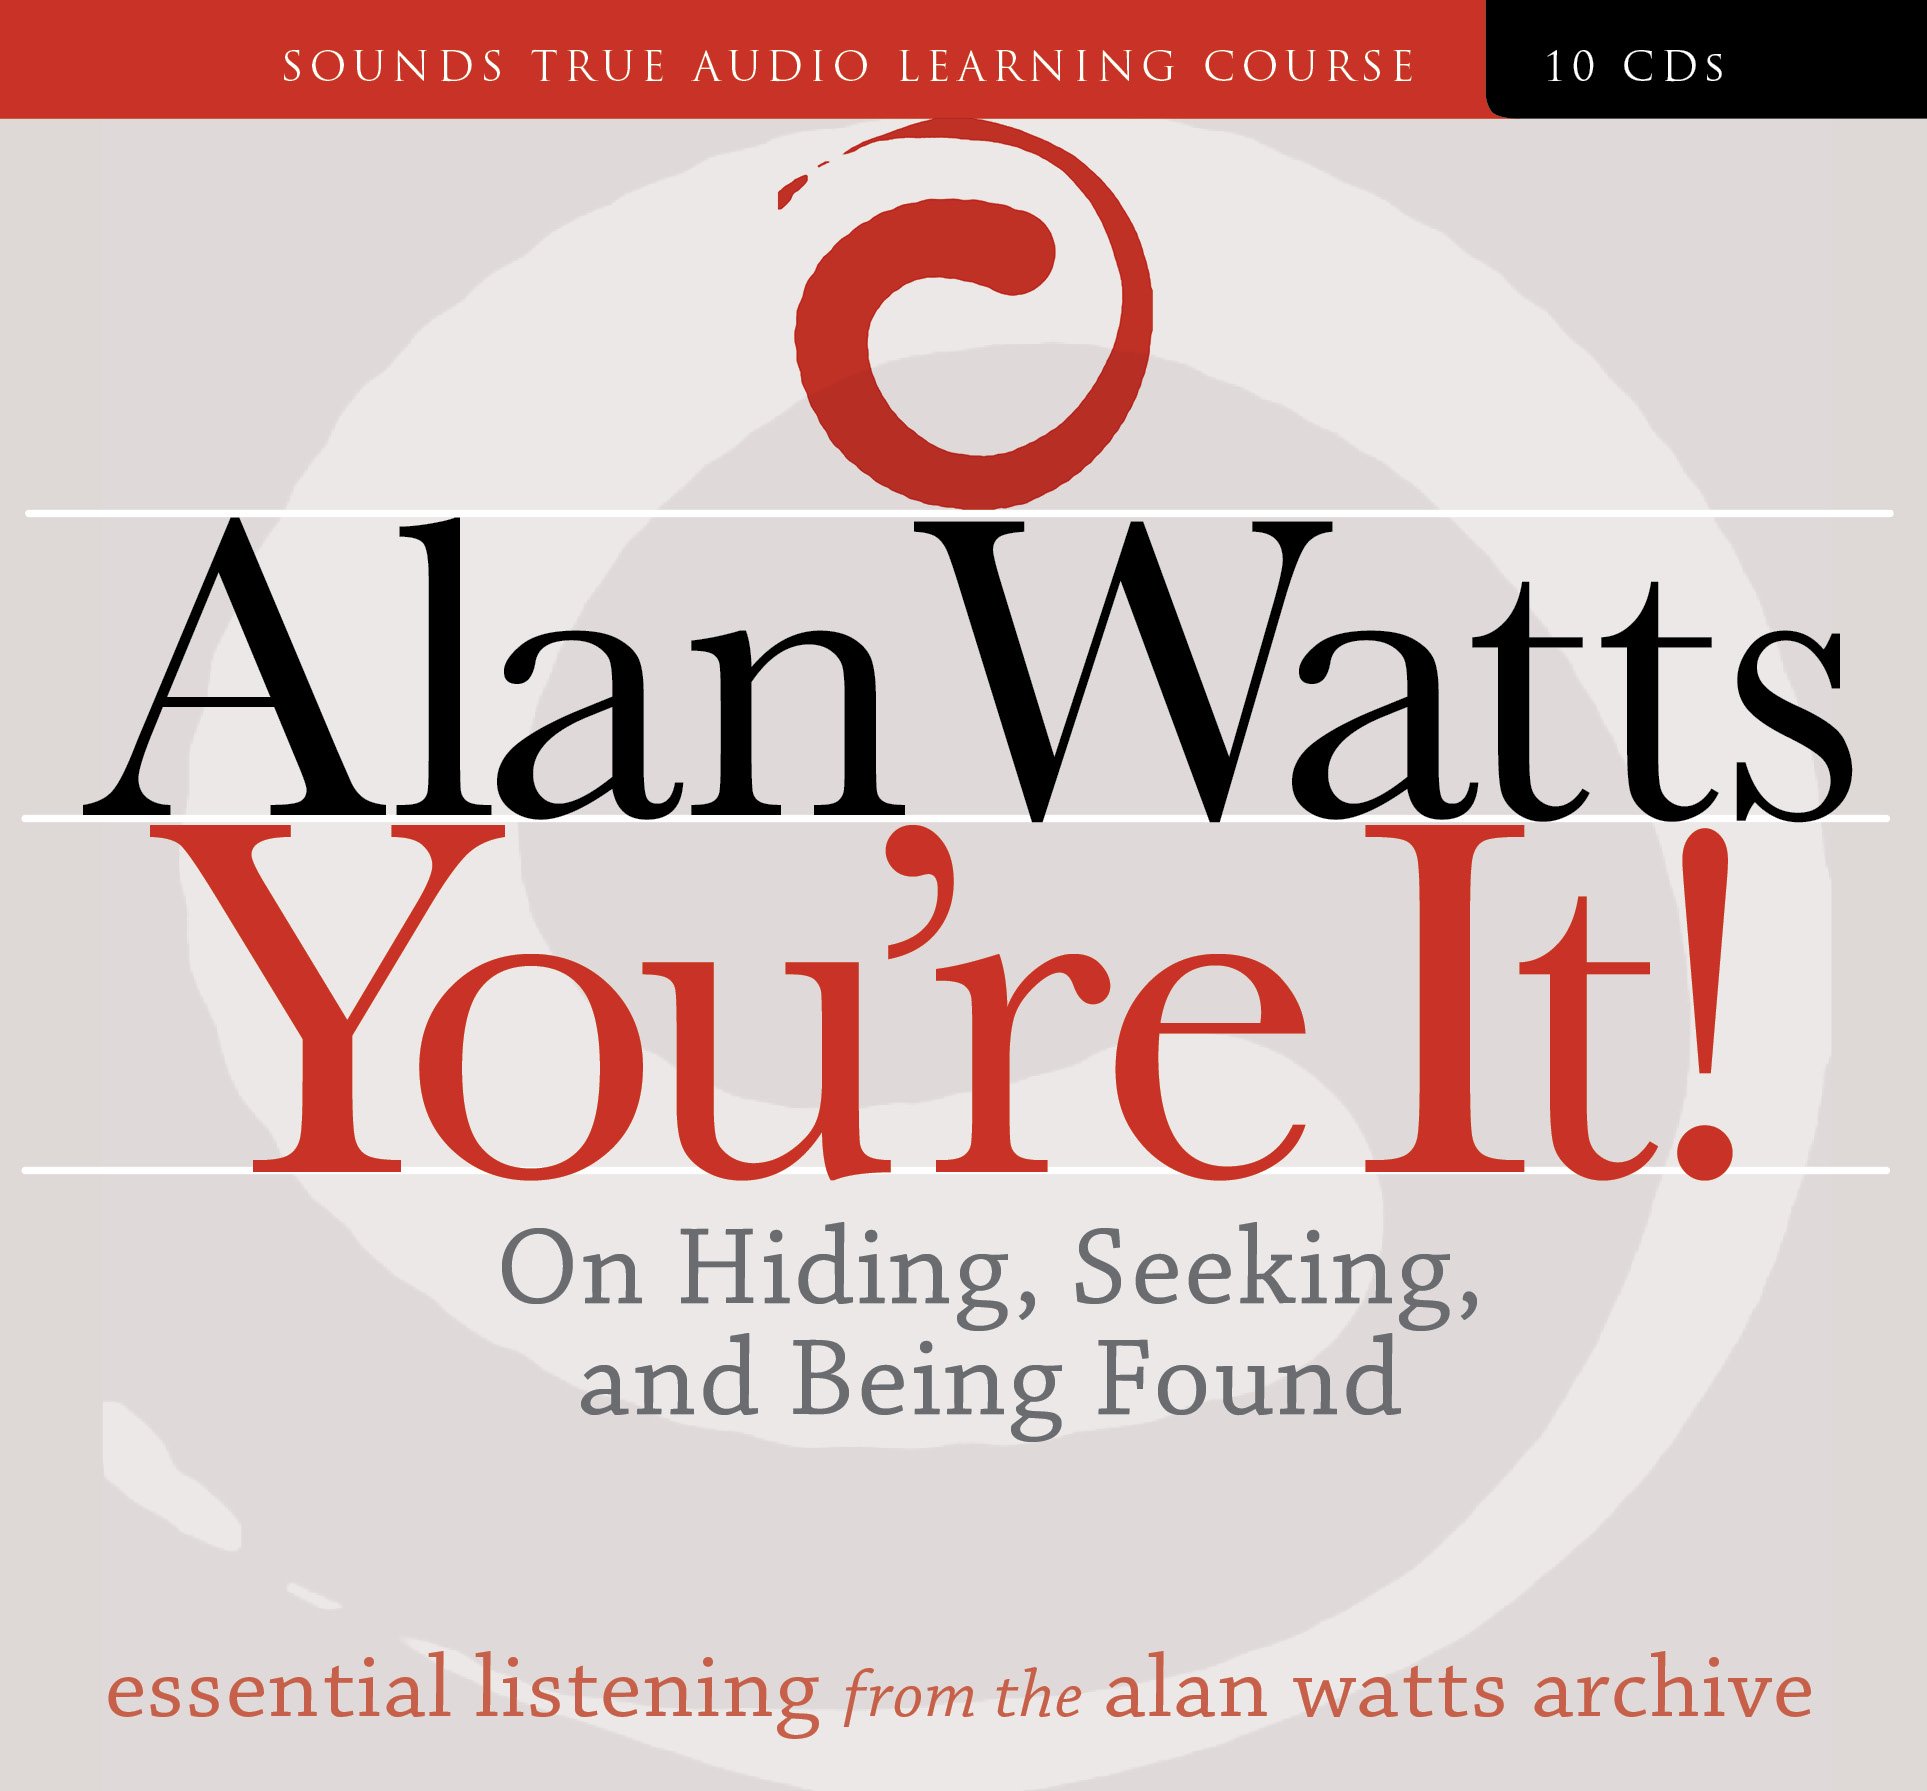 SOUNDS TRUE AUDIO LEARNING COURSE
10 CDs
Alan Watts
You're It!
On Hiding, Seeking,
and Being Found
essential listening from the alan watts archive